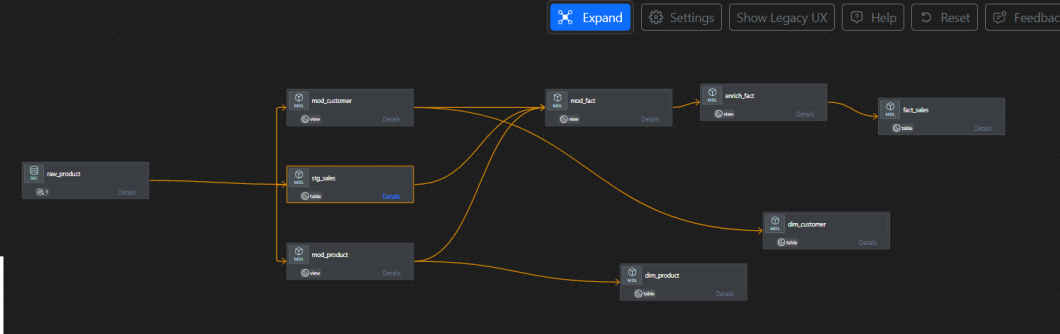 Expand
Settings
Show Legacy UX
Help
Reset
Feedbac
enrich_fact
MDL
view
Details
mod_customer
MDL
view
Details
mod_fact
MDL
view
Details
fact_sales
MDL
table
Details
raw_product
SRC
1
Details
stg_sales
MDL
table
Details
dim_customer
MDL
table
Details
mod_product
MDL
view
Details
dim_product
MDL
table
Details